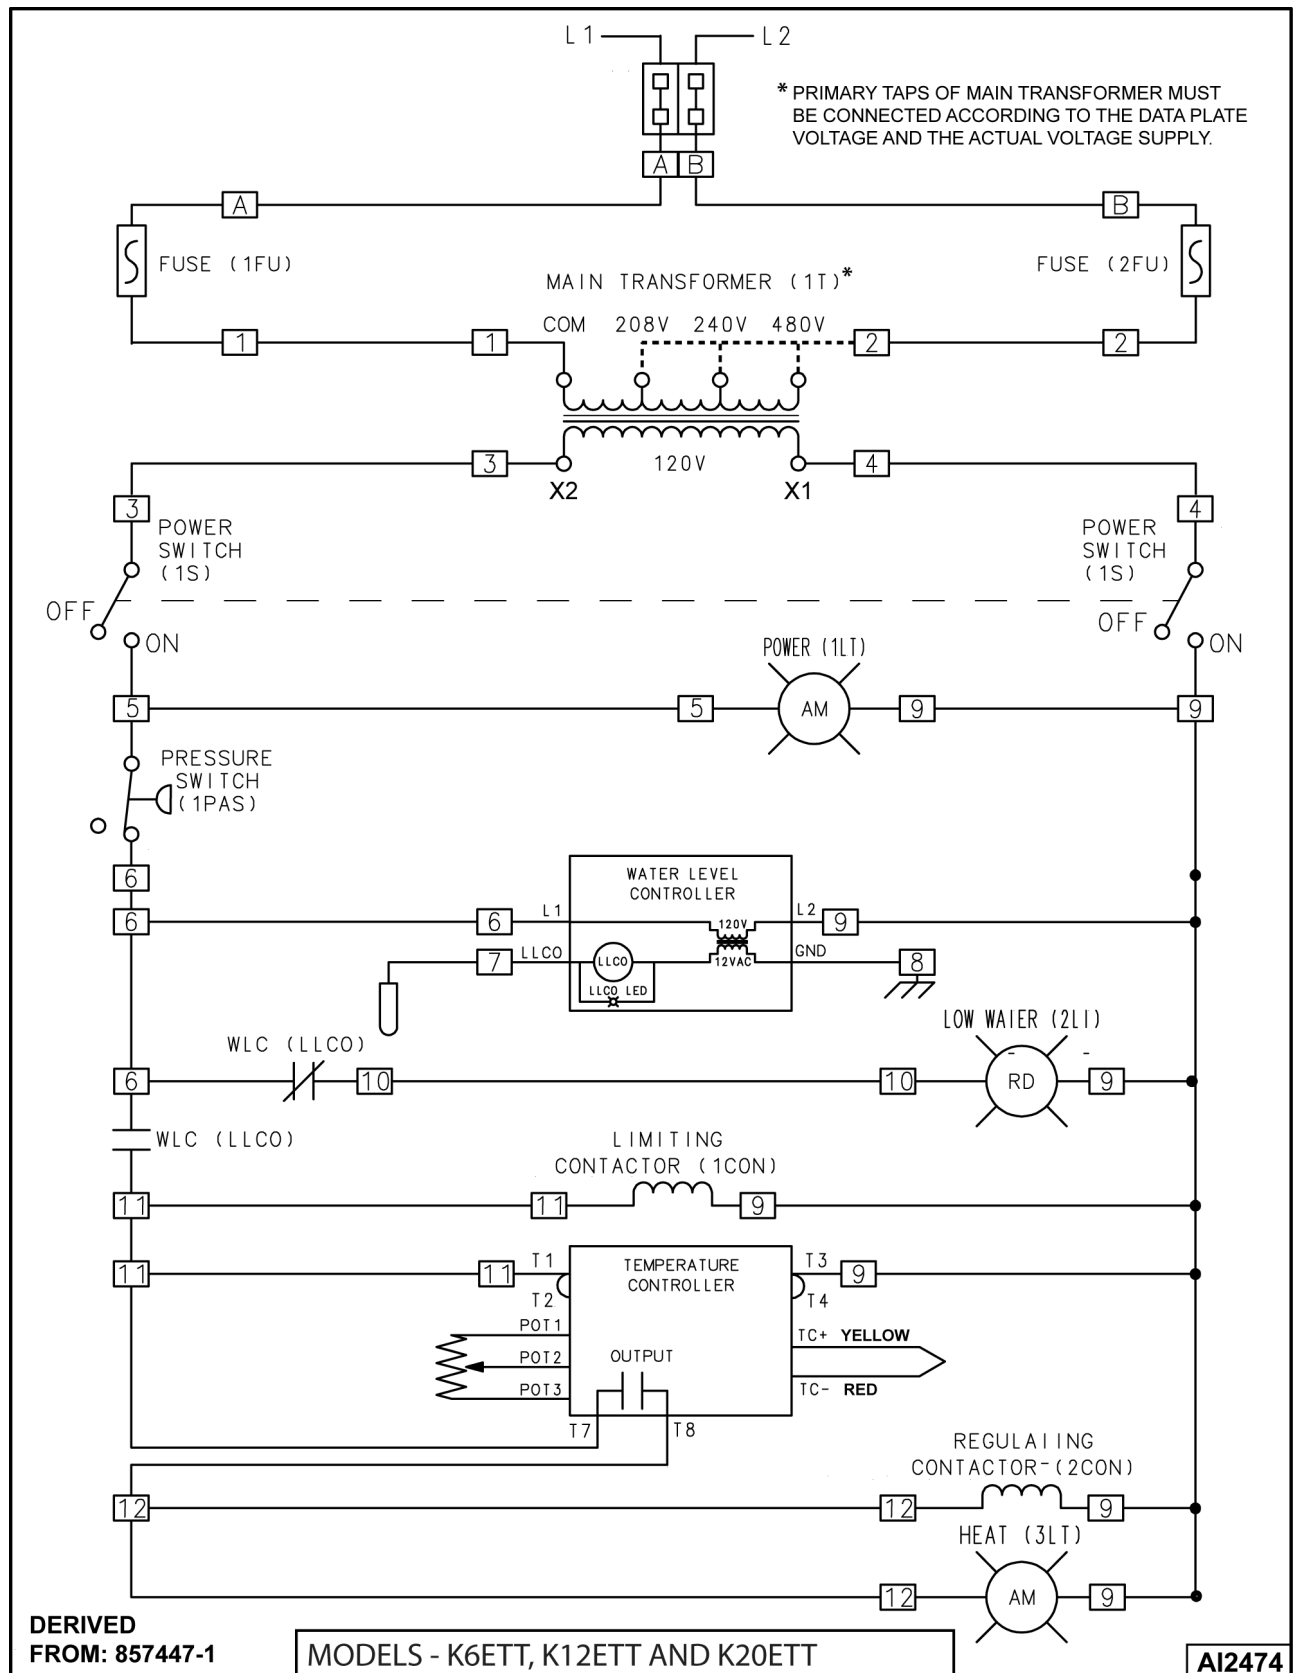 L1 L2
* PRIMARY TAPS OF MAIN TRANSFORMER MUST
BE CONNECTED ACCORDING TO THE DATA PLATE
VOLTAGE AND THE ACTUAL VOLTAGE SUPPLY.
A B
A B
FUSE (1FU) FUSE (2FU)
MAIN TRANSFORMER (1T)*
COM 208V 240V 480V
1 1 2 2
3 120V 4
X2 X1
3 4
POWER
SWITCH
(1S)
POWER
SWITCH
(1S)
OFF ON
OFF ON
POWER (1LT)
5 5 AM 9 9
PRESSURE
SWITCH
(1PAS)
6
WATER LEVEL
CONTROLLER
6 6 L1 120V L2 9
7 LLCO LLCO 12VAC GND 8
LLCO LED
LOW WAIER (2LI)
WLC (LLCO)
6 10 10 RD 9
WLC (LLCO)
LIMITING
CONTACTOR (1CON)
11 11 9
TEMPERATURE
CONTROLLER
11 11 T1 T3 9
T2 T4
POT1
POT2
POT3
OUTPUT
TC+ YELLOW
TC- RED
T7 T8
REGULAIING
CONTACTOR-(2CON)
12 12 9
HEAT (3LT)
12 AM 9
DERIVED
FROM: 857447-1
MODELS - K6ETT, K12ETT AND K20ETT
AI2474